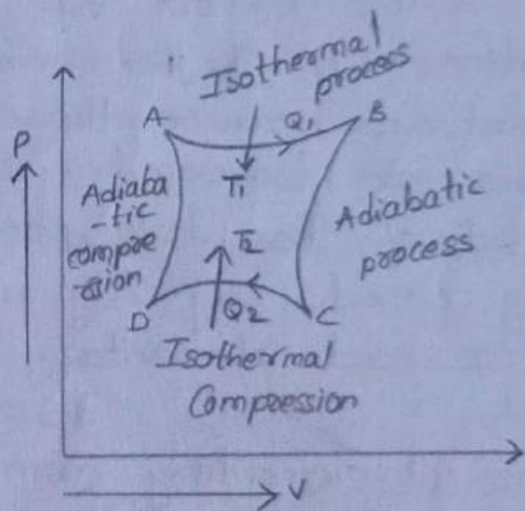 Isothermal
process
A
Q₁
B
P
T₁
Adiaba
-tic
compre
-ssion
Adiabatic
process
T₂
D
Q2
C
Isothermal
Compression
V